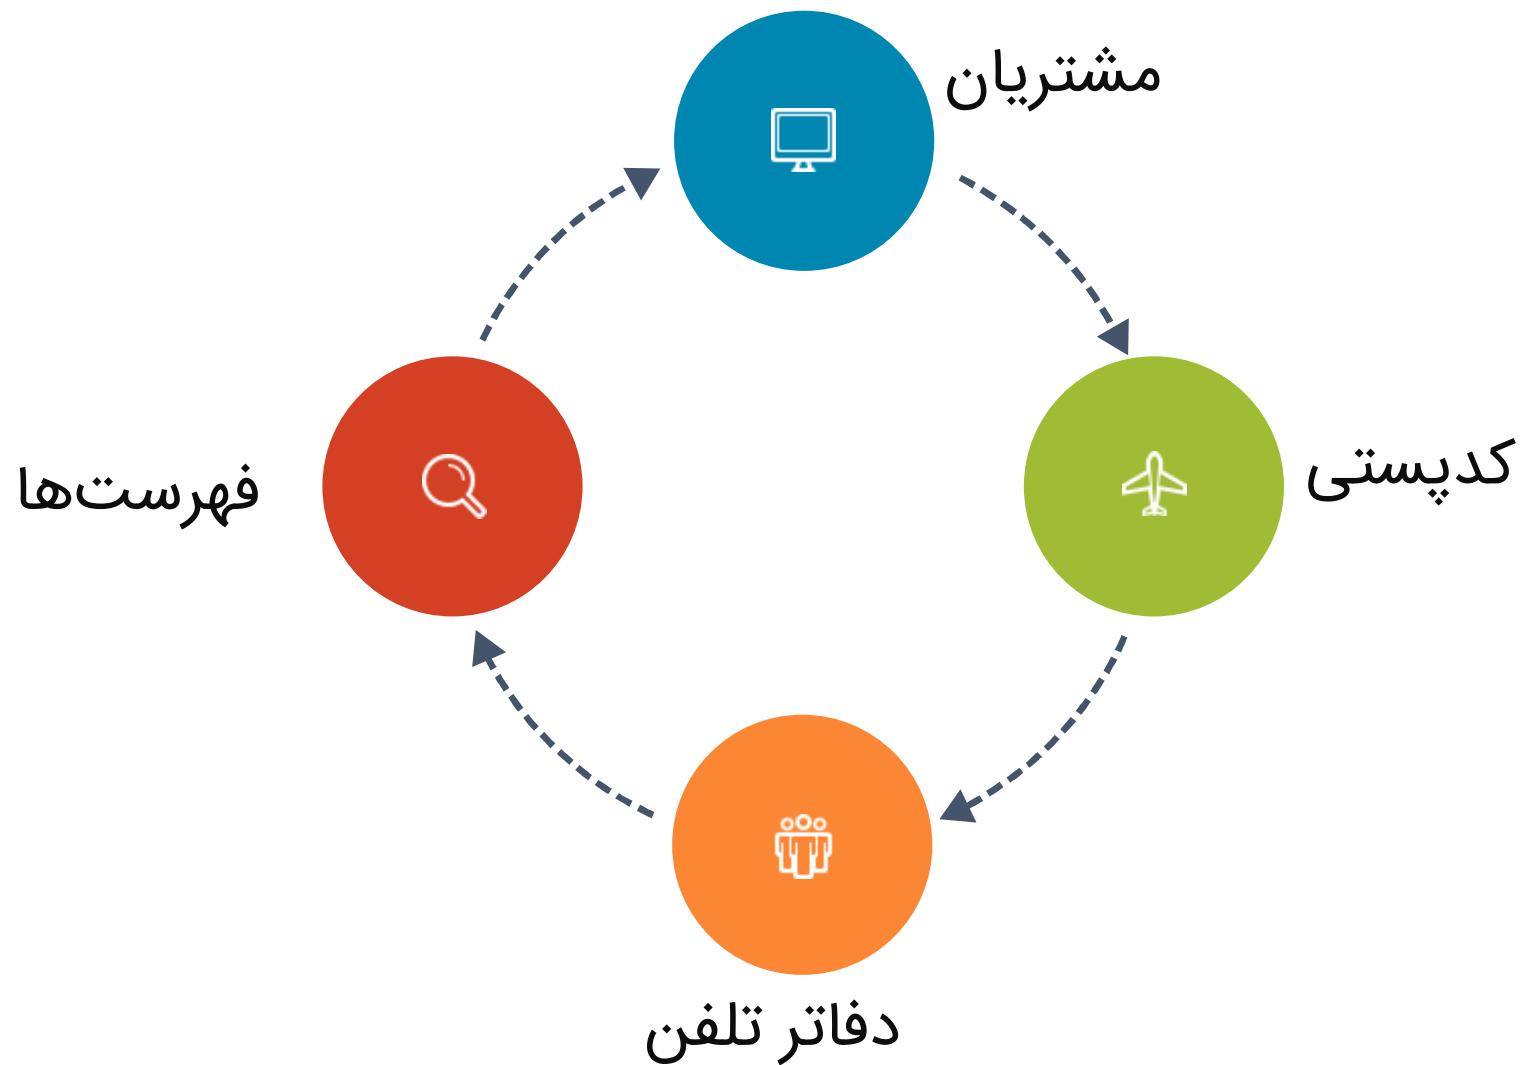 مشتریان
کدپستی
دفاتر تلفن
فهرست‌ها